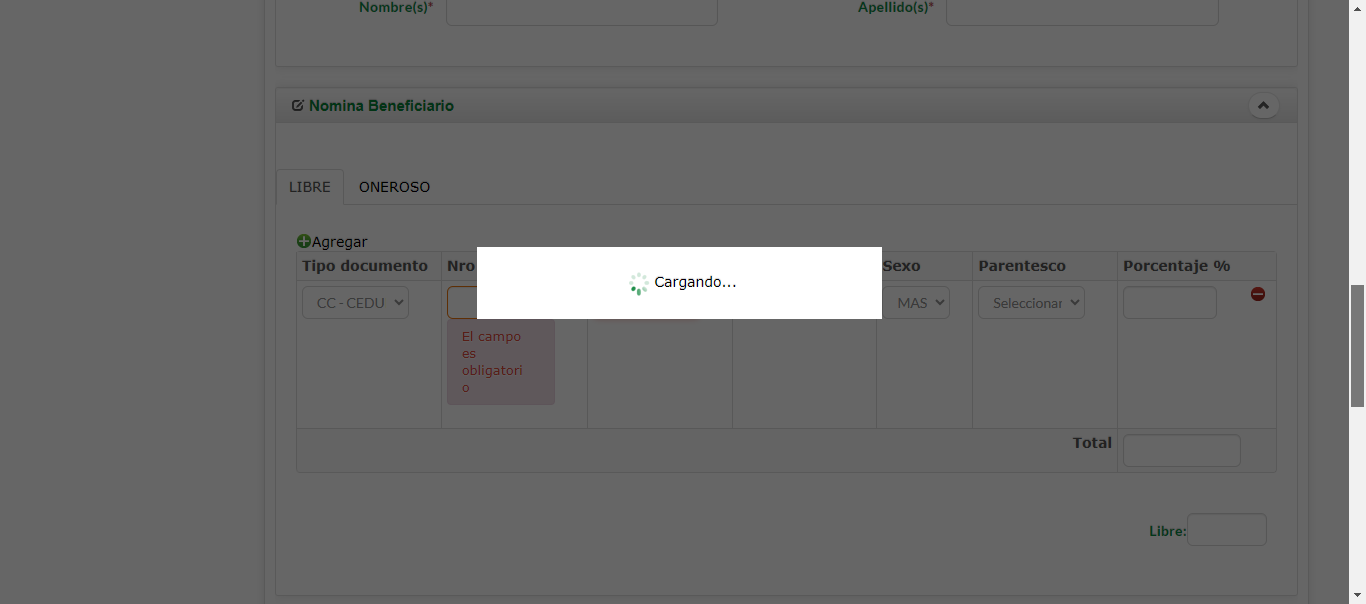 Nombre(s)* Apellido(s)*
Nomina Beneficiario
LIBRE ONEROSO
Agregar
Tipo documento Nro Sexo Parentesco Porcentaje %
CC - CEDU MAS Seleccionar
Cargando...
El campo
es
obligatori
o
Total
Libre: